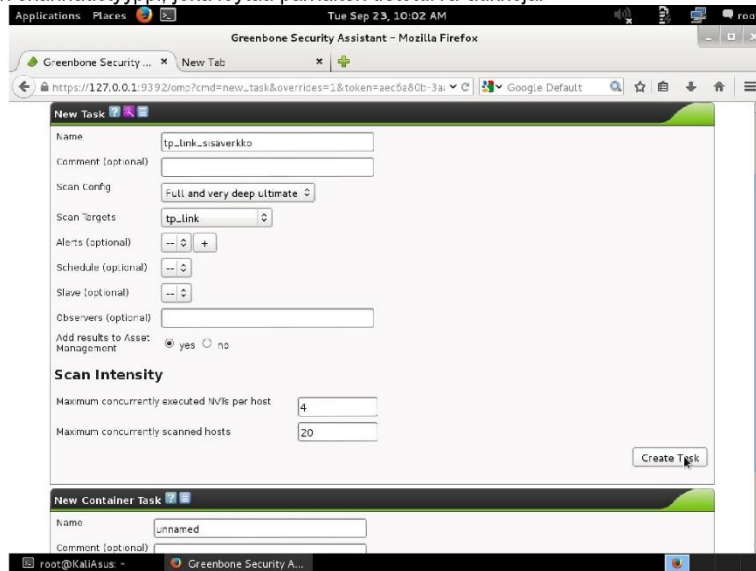 Applications Places Tue Sep 23, 10:02 AM roo
Greenbone Security Assistant - Mozilla Firefox
Greenbone Security ... × New Tab ×
https://127.0.0.1:9392/omp?cmd=new_task&overrides=1&token=aec5a80b-3a Google Default
New Task
Name tp_link_sisaverkko
Comment (optional)
Scan Config Full and very deep ultimate
Scan Targets tp_link
Alerts (optional) -- +
Schedule (optional) --
Slave (optional) --
Observers (optional)
Add results to Asset
Management yes no
Scan Intensity
Maximum concurrently executed NVTs per host 4
Maximum concurrently scanned hosts 20
Create Task
New Container Task
Name unnamed
Comment (optional)
root@KaliAsus: ~ Greenbone Security A...